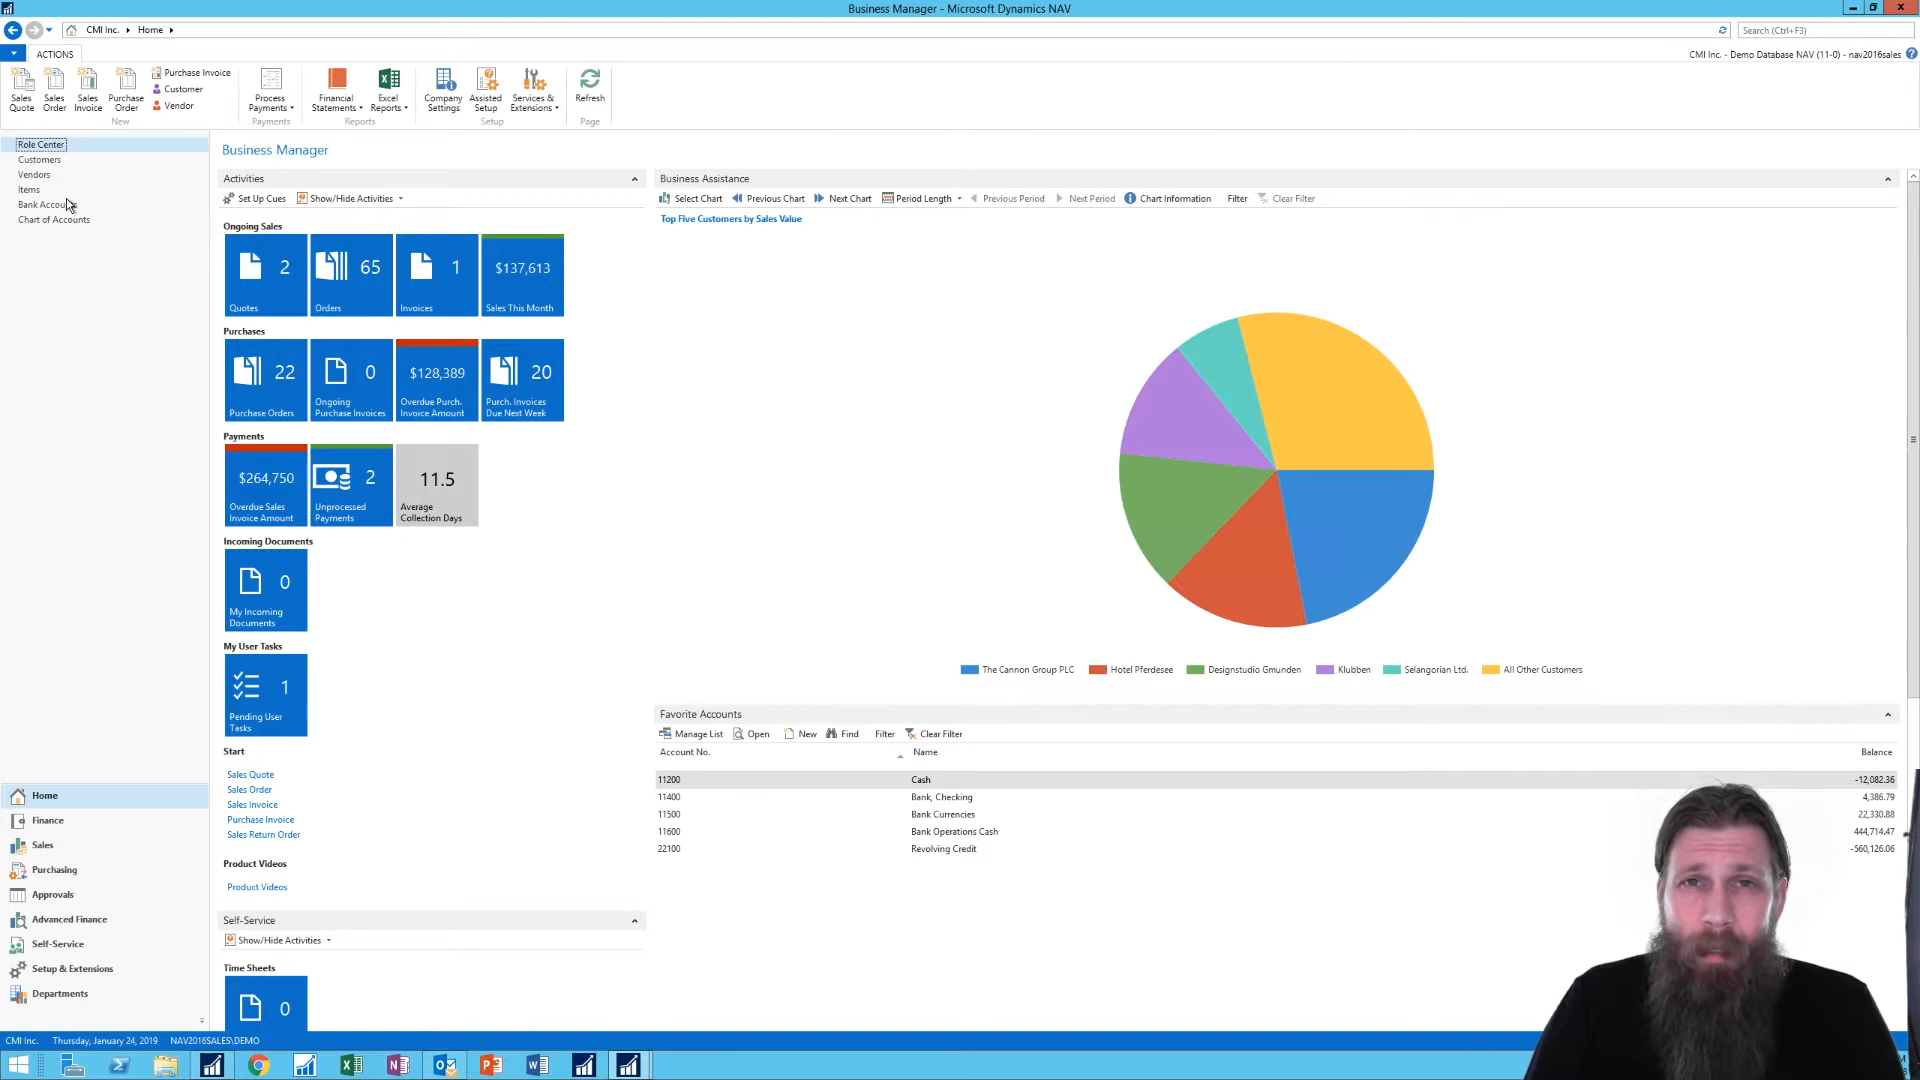 Business Manager - Microsoft Dynamics NAV
CMI Inc. Home
Search (Ctrl+F3)
ACTIONS
CMI Inc. - Demo Database NAV (11-0) - nav2016sales
Sales Quote
Sales Order
Sales Invoice
Purchase Order
Purchase Invoice
Customer
Vendor
New
Process Payments
Payments
Financial Statements
Excel Reports
Reports
Company Settings
Assisted Setup
Services & Extensions
Setup
Refresh
Page
Role Center
Customers
Vendors
Items
Bank Accounts
Chart of Accounts
Home
Finance
Sales
Purchasing
Approvals
Advanced Finance
Self-Service
Setup & Extensions
Departments
Business Manager
Activities
Set Up Cues
Show/Hide Activities
Ongoing Sales
2
Quotes
65
Orders
1
Invoices
$137,613
Sales This Month
Purchases
22
Purchase Orders
0
Ongoing
Purchase Invoices
$128,389
Overdue Purch.
Invoice Amount
20
Purch. Invoices
Due Next Week
Payments
$264,750
Overdue Sales
Invoice Amount
2
Unprocessed
Payments
11.5
Average
Collection Days
Incoming Documents
0
My Incoming
Documents
My User Tasks
1
Pending User
Tasks
Start
Sales Quote
Sales Order
Sales Invoice
Purchase Invoice
Sales Return Order
Product Videos
Product Videos
Self-Service
Show/Hide Activities
Time Sheets
0
Business Assistance
Select Chart Previous Chart Next Chart Period Length Previous Period Next Period Chart Information Filter Clear Filter
Top Five Customers by Sales Value
The Cannon Group PLC Hotel Pferdesee Designstudio Gmunden Klubben Selangorian Ltd. All Other Customers
Favorite Accounts
Manage List Open New Find Filter Clear Filter
Account No. Name Balance
11200 Cash -12,082.36
11400 Bank, Checking 4,386.79
11500 Bank Currencies 22,330.88
11600 Bank Operations Cash 444,714.47
22100 Revolving Credit -560,126.06
CMI Inc. Thursday, January 24, 2019 NAV2016SALES\DEMO